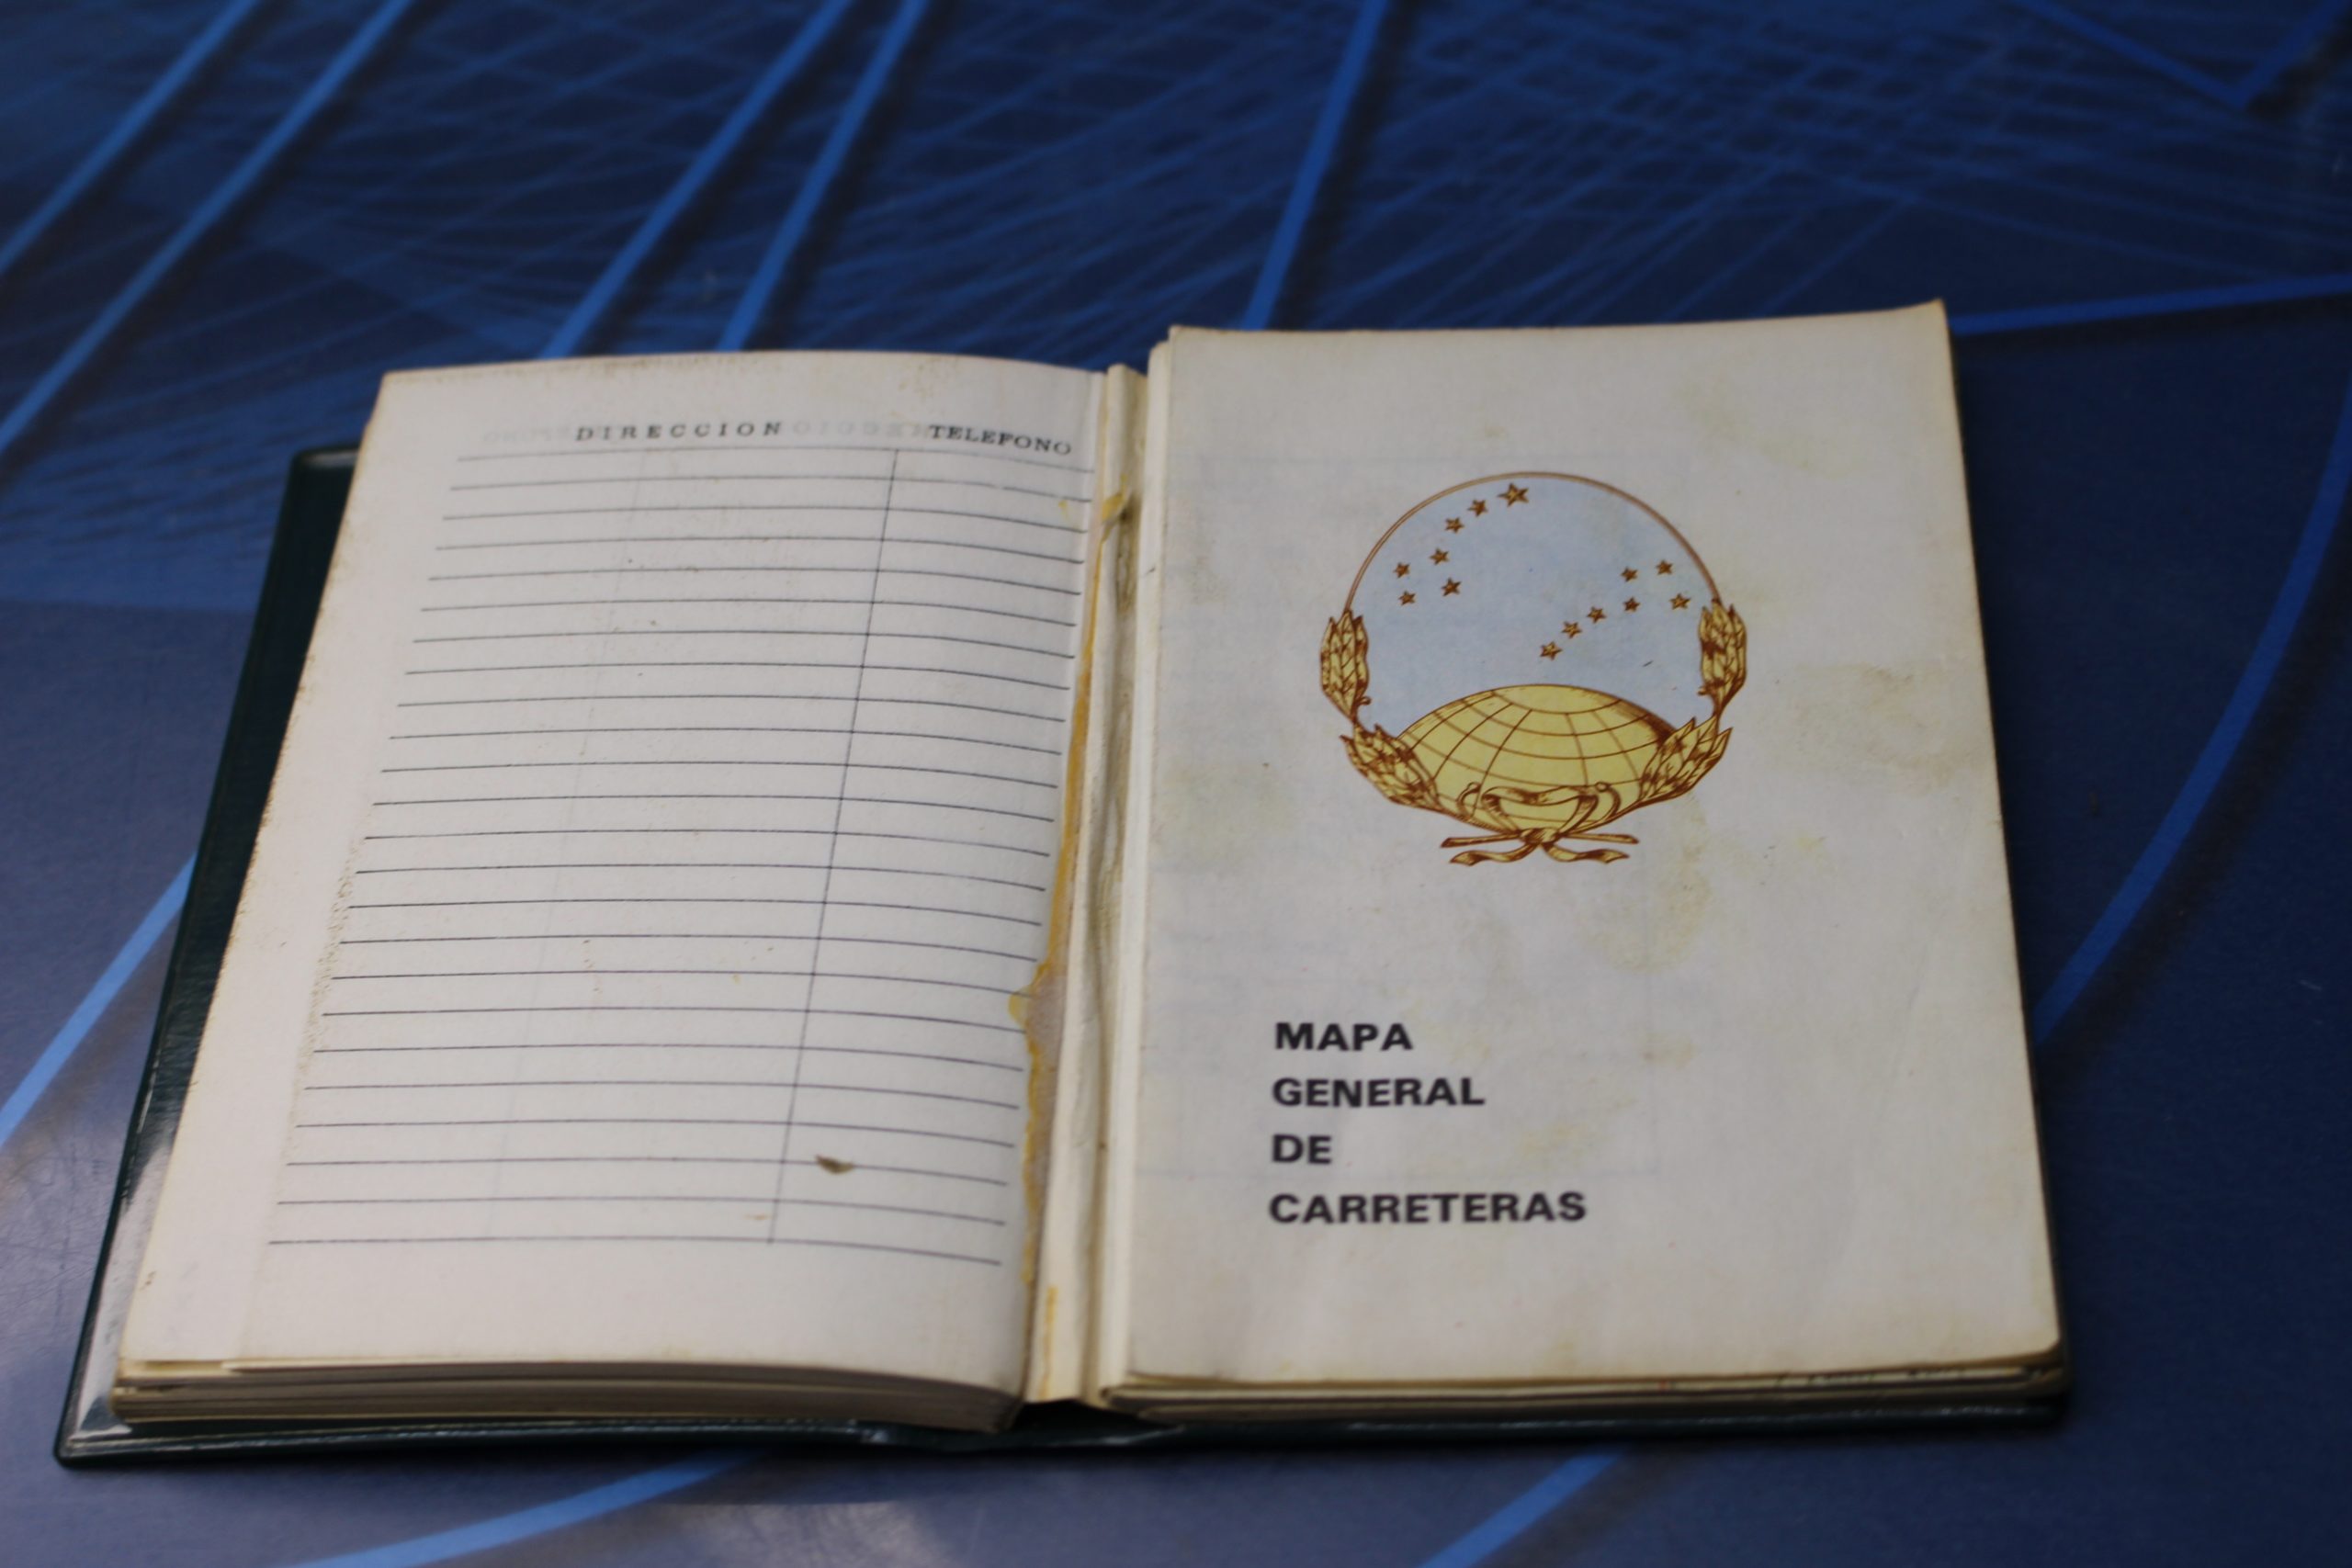 DIRECCION TELEFONO
MAPA
GENERAL
DE
CARRETERAS